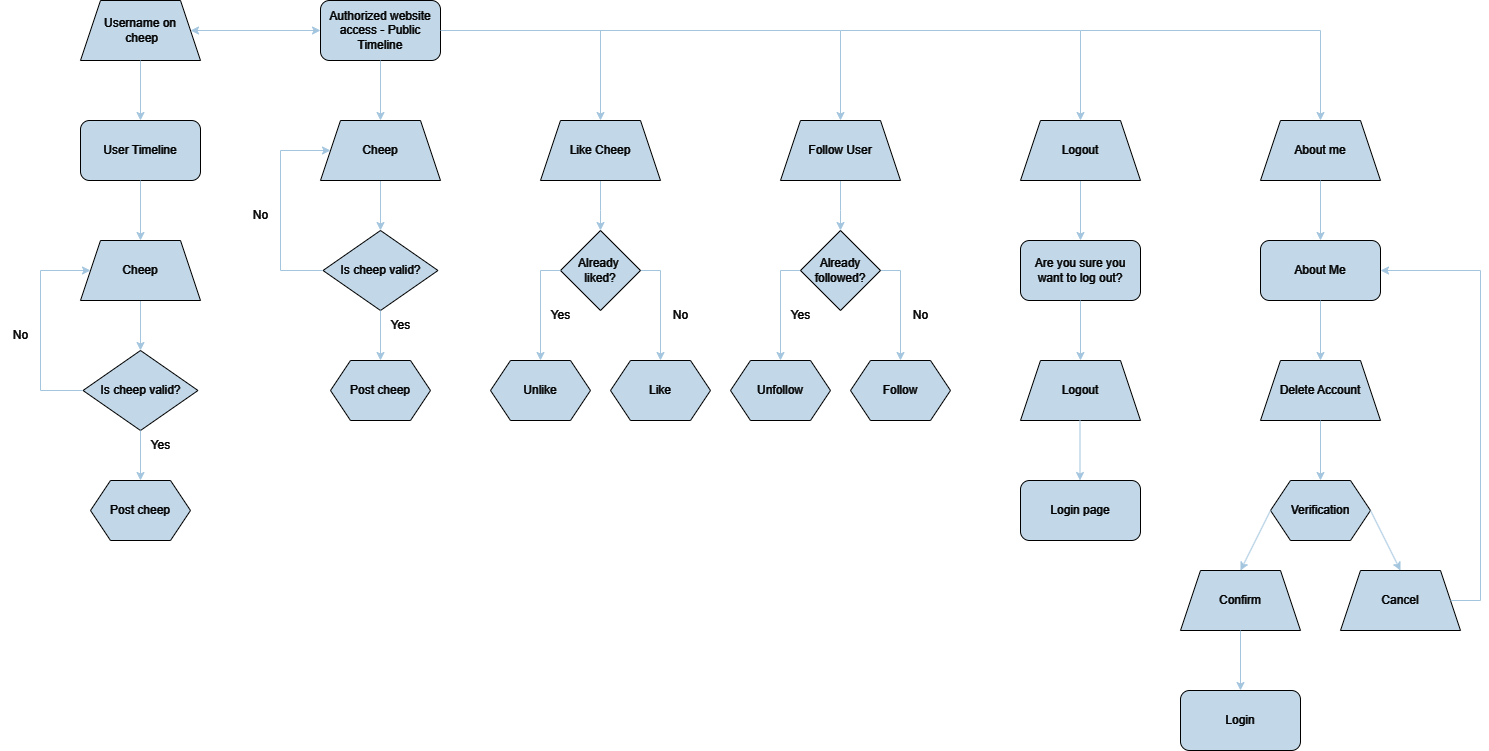 Username on
cheep
Authorized website
access - Public
Timeline
User Timeline
Cheep
Like Cheep
Follow User
Logout
About me
No
Cheep
Is cheep valid?
Already
liked?
Already
followed?
Are you sure you
want to log out?
About Me
No
Yes
Yes
No
Yes
No
Is cheep valid?
Post cheep
Unlike
Like
Unfollow
Follow
Logout
Delete Account
Yes
Post cheep
Login page
Verification
Confirm
Cancel
Login